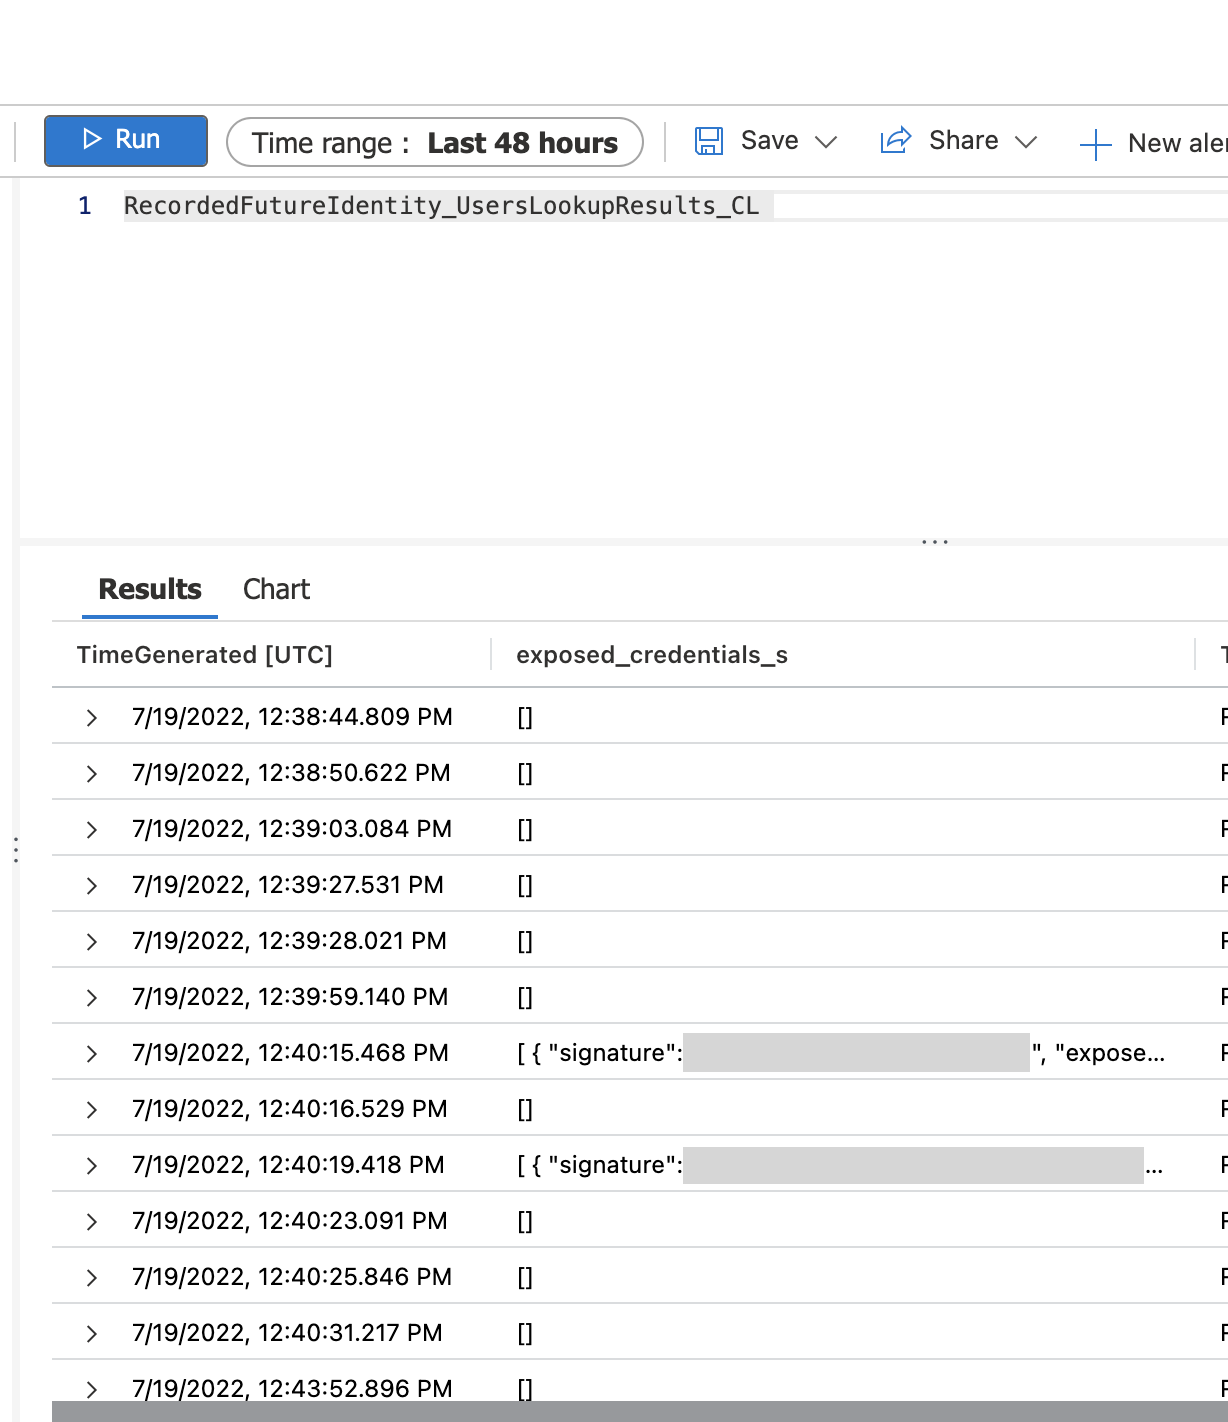 Run Time range : Last 48 hours Save Share New aler
1 RecordedFutureIdentity_UsersLookupResults_CL
Results Chart
TimeGenerated [UTC] exposed_credentials_s
7/19/2022, 12:38:44.809 PM []
7/19/2022, 12:38:50.622 PM []
7/19/2022, 12:39:03.084 PM []
7/19/2022, 12:39:27.531 PM []
7/19/2022, 12:39:28.021 PM []
7/19/2022, 12:39:59.140 PM []
7/19/2022, 12:40:15.468 PM [ { "signature": ", "expose...
7/19/2022, 12:40:16.529 PM []
7/19/2022, 12:40:19.418 PM [ { "signature": ...
7/19/2022, 12:40:23.091 PM []
7/19/2022, 12:40:25.846 PM []
7/19/2022, 12:40:31.217 PM []
7/19/2022, 12:43:52.896 PM []